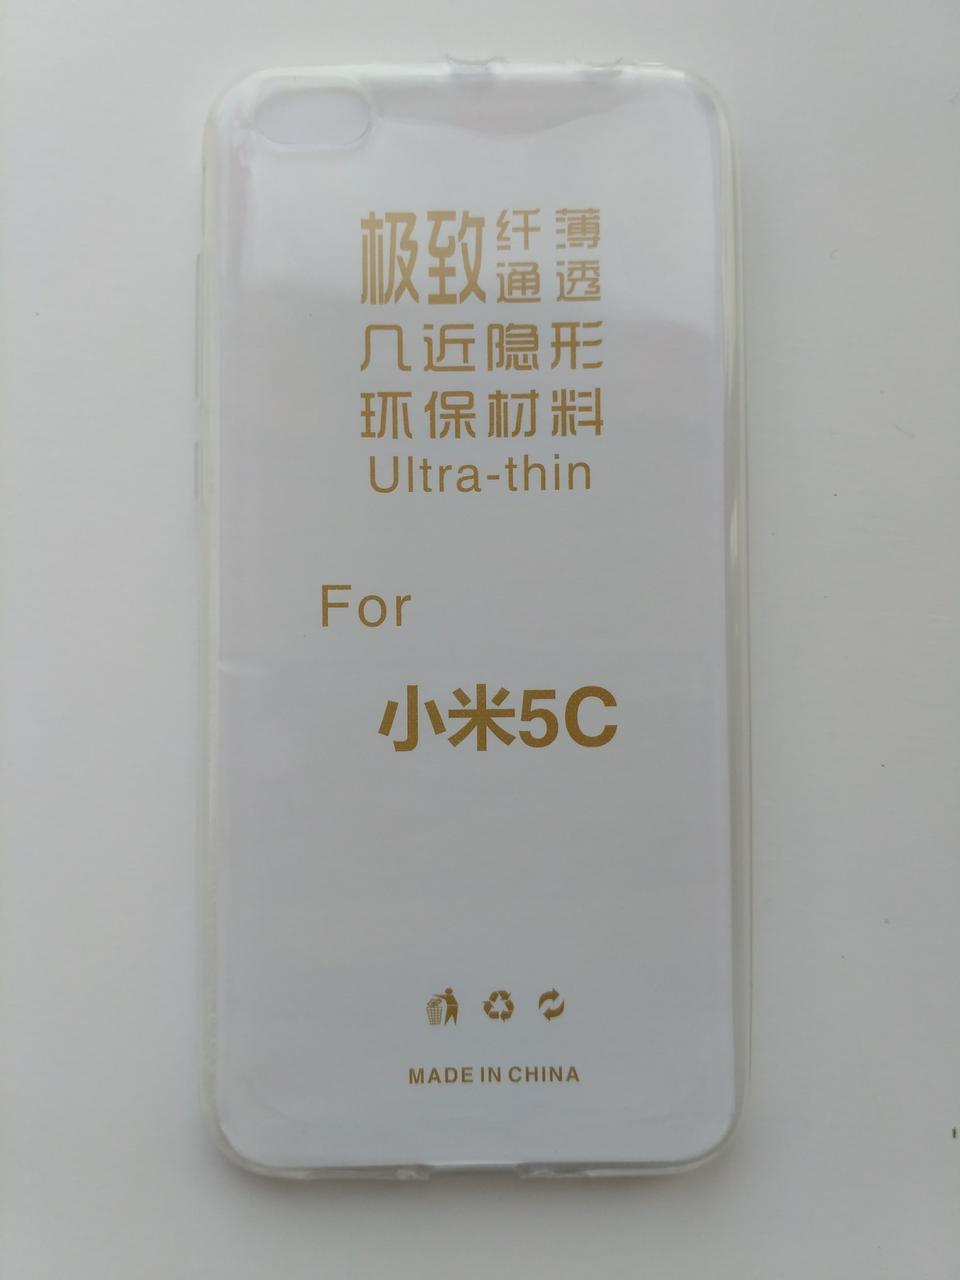 极致纤薄
通透
几近隐形
环保材料
Ultra-thin
For
小米5C
MADE IN CHINA